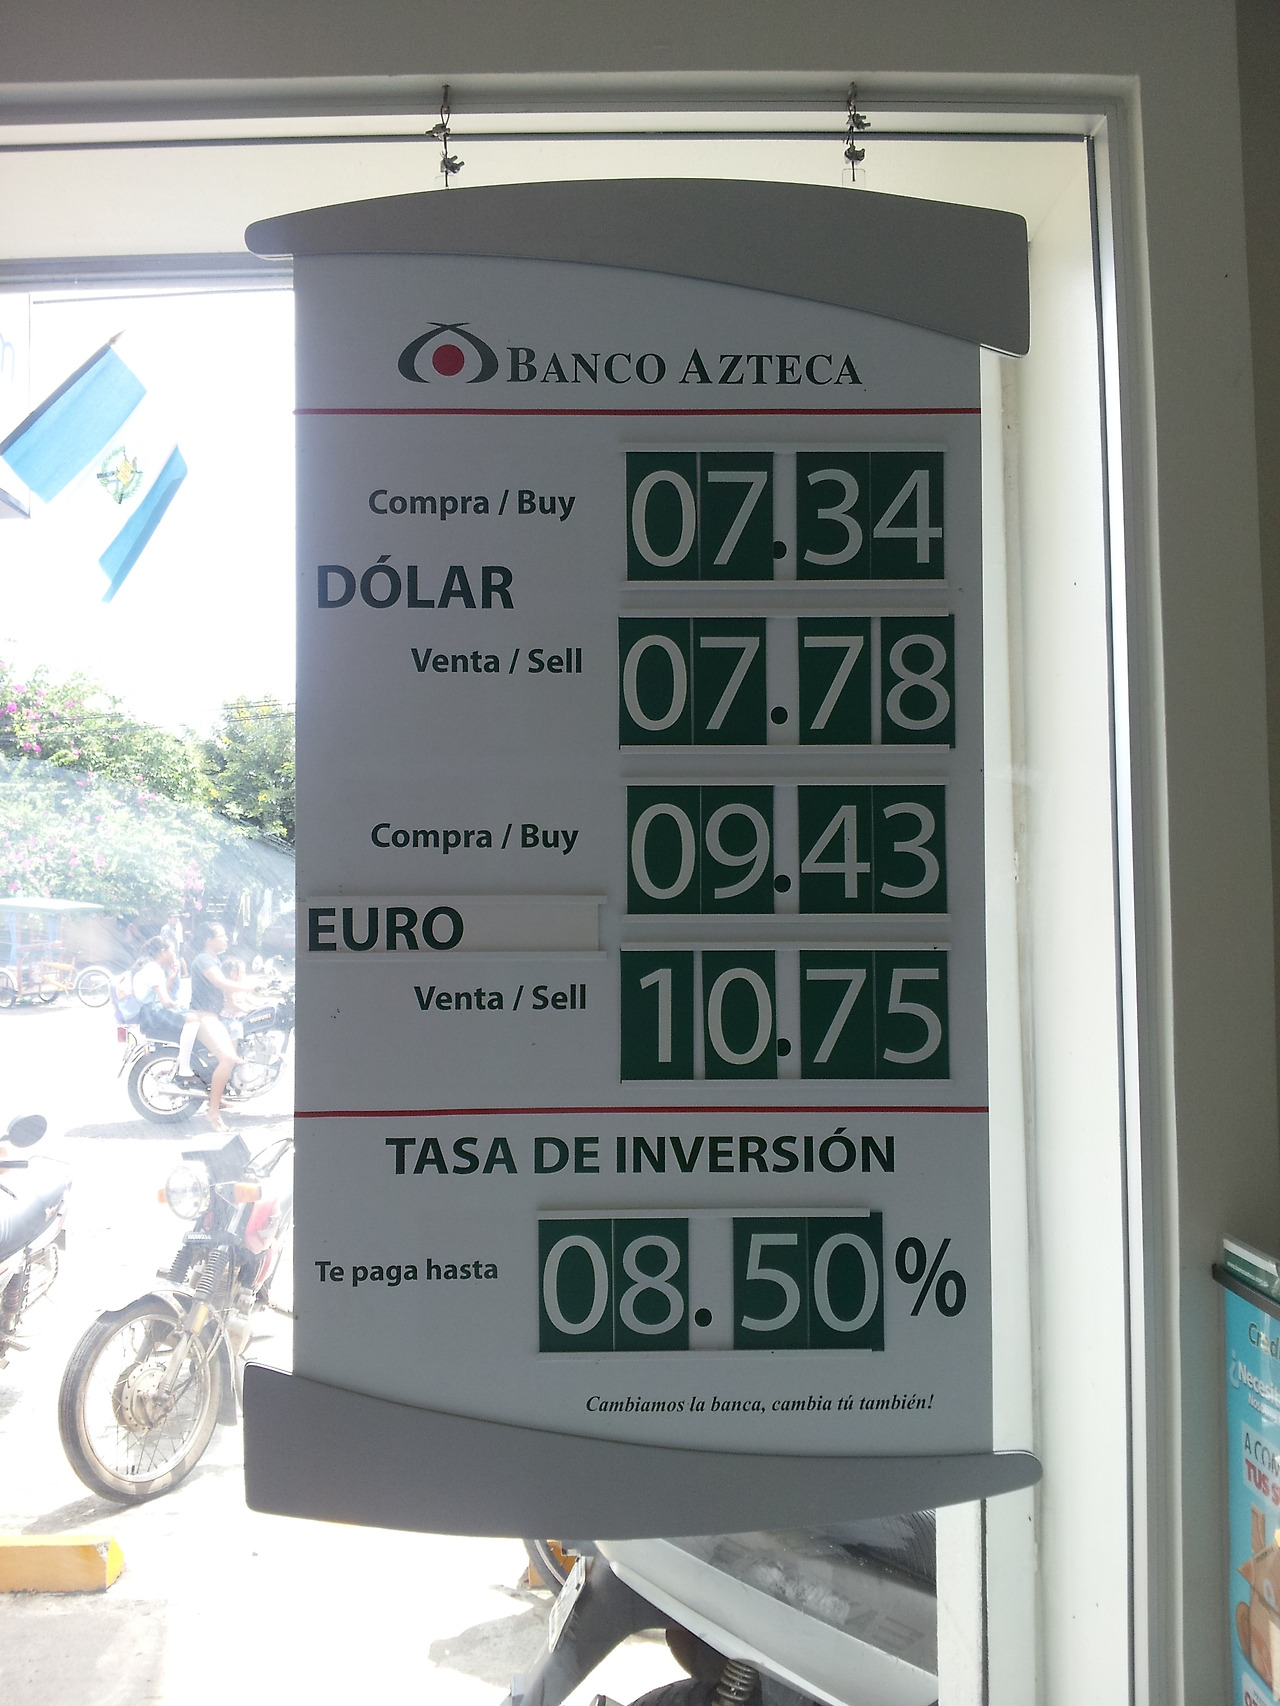 BANCO AZTECA
Compra / Buy
07.34
DÓLAR
Venta / Sell
07.78
Compra / Buy
09.43
EURO
Venta / Sell
10.75
TASA DE INVERSIÓN
Te paga hasta
08.50%
Cambiamos la banca, cambia tú también!
A
TUS